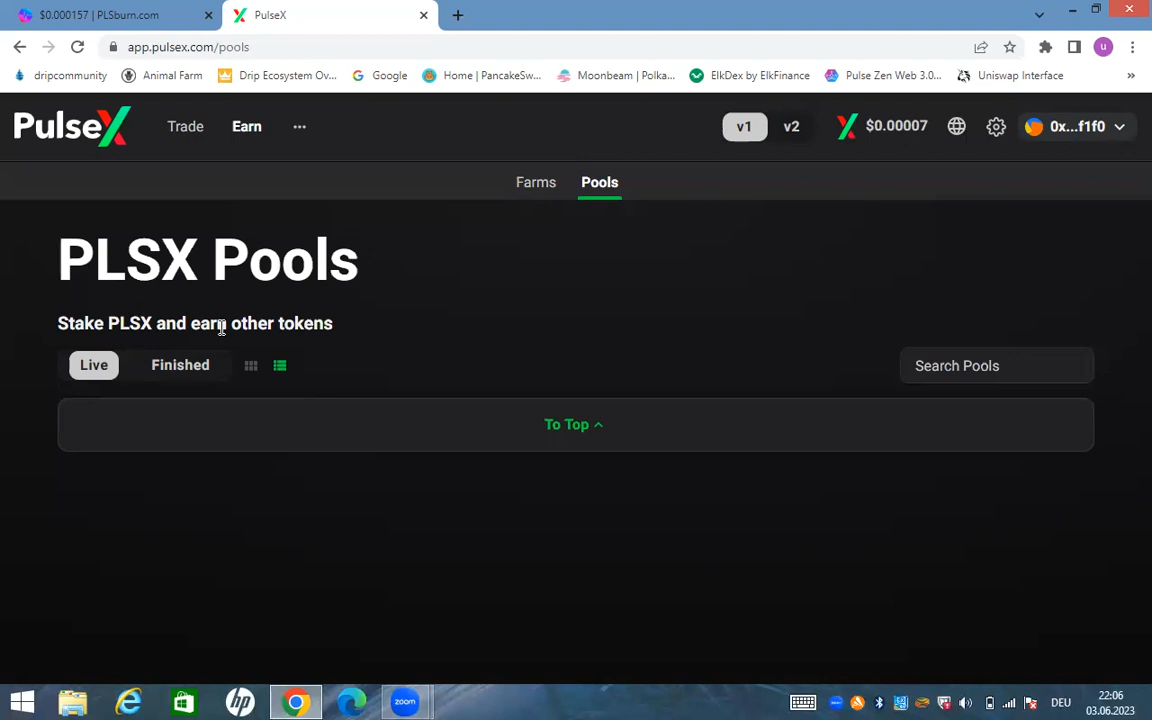 $0.000157 | PLSburn.com
PulseX
app.pulsex.com/pools
u
dripcommunity
Animal Farm
Drip Ecosystem Ov...
Google
Home | PancakeSw...
Moonbeam | Polka...
ElkDex by ElkFinance
Pulse Zen Web 3.0...
Uniswap Interface
»
PulseX
Trade
Earn
v1
v2
$0.00007
0x...f1f0
Farms
Pools
PLSX Pools
Stake PLSX and earn other tokens
Live
Finished
Search Pools
To Top
hp
zoom
DEU
22:06
03.06.2023